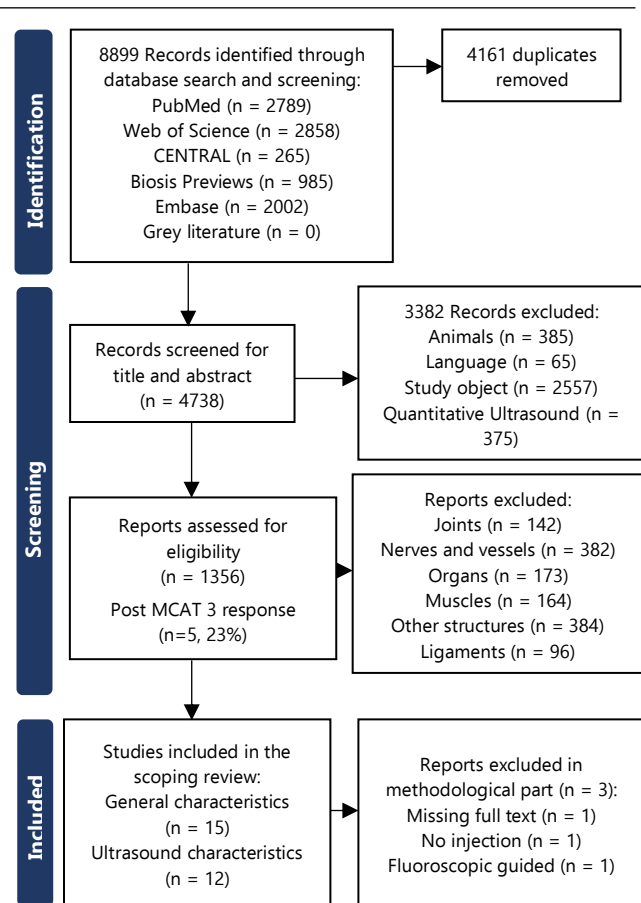 Identification
8899 Records identified through
database search and screening:
PubMed (n = 2789)
Web of Science (n = 2858)
CENTRAL (n = 265)
Biosis Previews (n = 985)
Embase (n = 2002)
Grey literature (n = 0)
4161 duplicates
removed
Screening
Records screened for
title and abstract
(n = 4738)
3382 Records excluded:
Animals (n = 385)
Language (n = 65)
Study object (n = 2557)
Quantitative Ultrasound (n =
375)
Reports assessed for
eligibility
(n = 1356)
Post MCAT 3 response
(n=5, 23%)
Reports excluded:
Joints (n = 142)
Nerves and vessels (n = 382)
Organs (n = 173)
Muscles (n = 164)
Other structures (n = 384)
Ligaments (n = 96)
Included
Studies included in the
scoping review:
General characteristics
(n = 15)
Ultrasound characteristics
(n = 12)
Reports excluded in
methodological part (n = 3):
Missing full text (n = 1)
No injection (n = 1)
Fluoroscopic guided (n = 1)